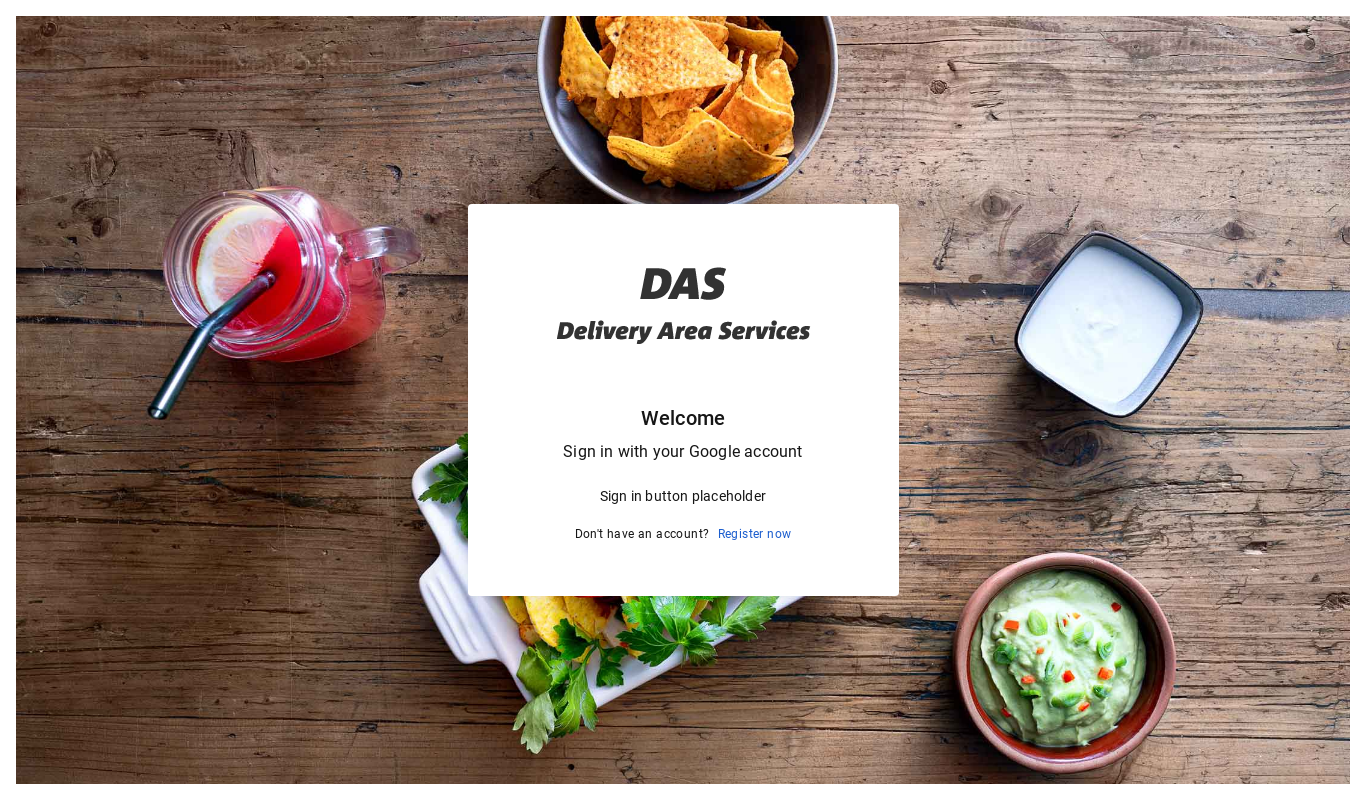 DAS
Delivery Area Services
Welcome
Sign in with your Google account
Sign in button placeholder
Don't have an account? Register now